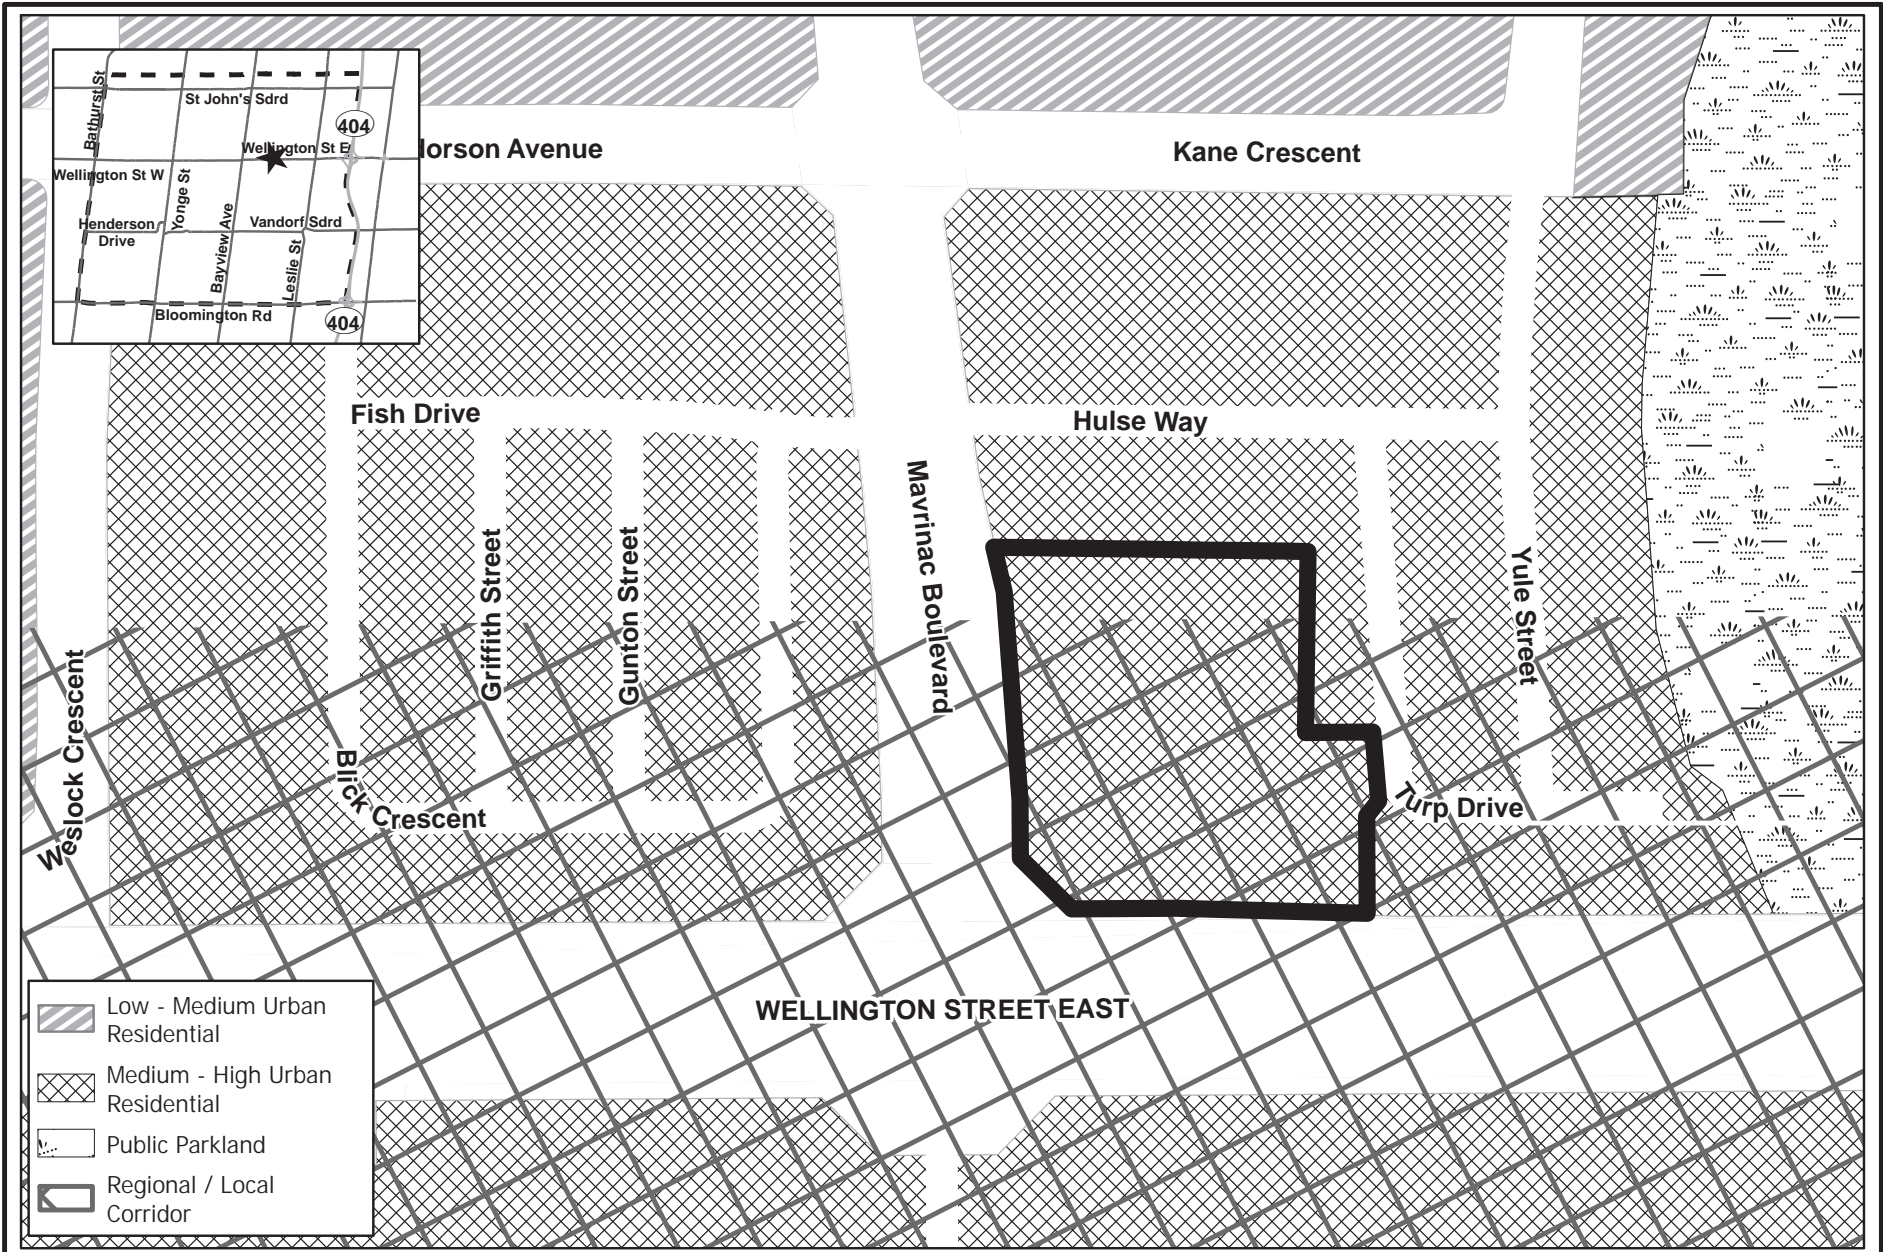 St John's Sdrd
Bathurst St
404
Wellington St E
Wellington St W
Yonge St
Henderson
Drive
Vandorf Sdrd
Bayview Ave
Leslie St
Bloomington Rd
404
Avenue
Kane Crescent
Fish Drive
Hulse Way
Mavrinac Boulevard
Griffith Street
Gunton Street
Yule Street
Weslock Crescent
Blick Crescent
Turp Drive
WELLINGTON STREET EAST
Low - Medium Urban
Residential
Medium - High Urban
Residential
Public Parkland
Regional / Local
Corridor